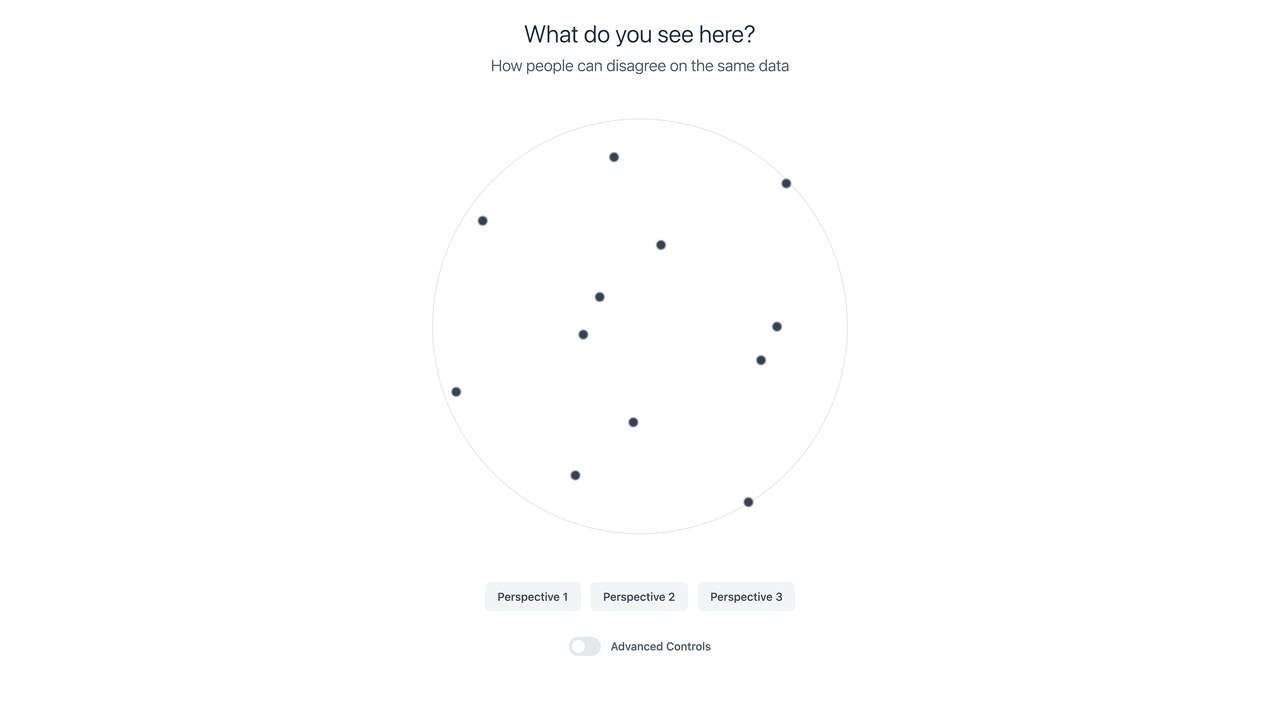 What do you see here?
How people can disagree on the same data
Perspective 1
Perspective 2
Perspective 3
Advanced Controls